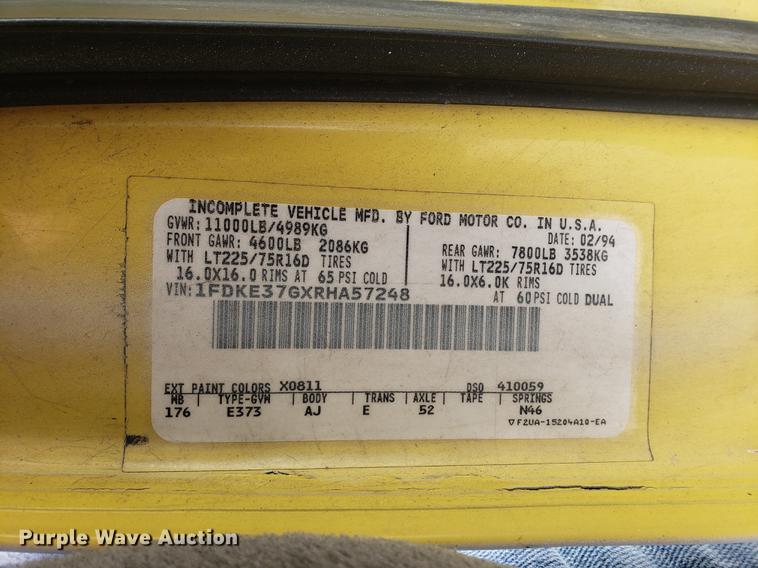 INCOMPLETE VEHICLE MFD. BY FORD MOTOR CO. IN U.S.A.
GVWR: 11000LB/4989KG
DATE: 02/94
FRONT GAWR: 4600LB 2086KG
WITH LT225/75R16D TIRES
16.0X16.0 RIMS AT 65 PSI COLD
REAR GAWR: 7800LB 3538KG
WITH LT225/75R16D TIRES
16.0X6.0K RIMS
AT 60 PSI COLD DUAL
VIN: 1FDKE37GXRHA57248
EXT PAINT COLORS X0811 DSO 410059
WB TYPE-GVW BODY TRANS AXLE TAPE SPRINGS
176 E373 AJ E 52 N46
▽F2UA-15204A10-EA
Purple Wave Auction